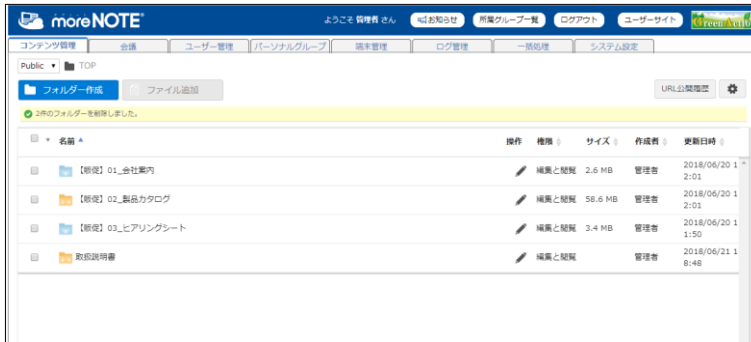 moreNOTE
ようこそ 管理者 さん
お知らせ
所属グループ一覧
ログアウト
ユーザーサイト
Green Actio
コンテンツ管理
会議
ユーザー管理
パーソナルグループ
端末管理
ログ管理
一括処理
システム設定
Public
TOP
フォルダー作成
ファイル追加
URL公開履歴
2件のフォルダーを削除しました。
名前
操作
権限
サイズ
作成者
更新日時
【販促】01_会社案内
編集と閲覧
2.6 MB
管理者
2018/06/20 1
2:01
【販促】02_製品カタログ
編集と閲覧
58.6 MB
管理者
2018/06/20 1
2:01
【販促】03_ヒアリングシート
編集と閲覧
3.4 MB
管理者
2018/06/20 1
1:50
取扱説明書
編集と閲覧
管理者
2018/06/21 1
8:48